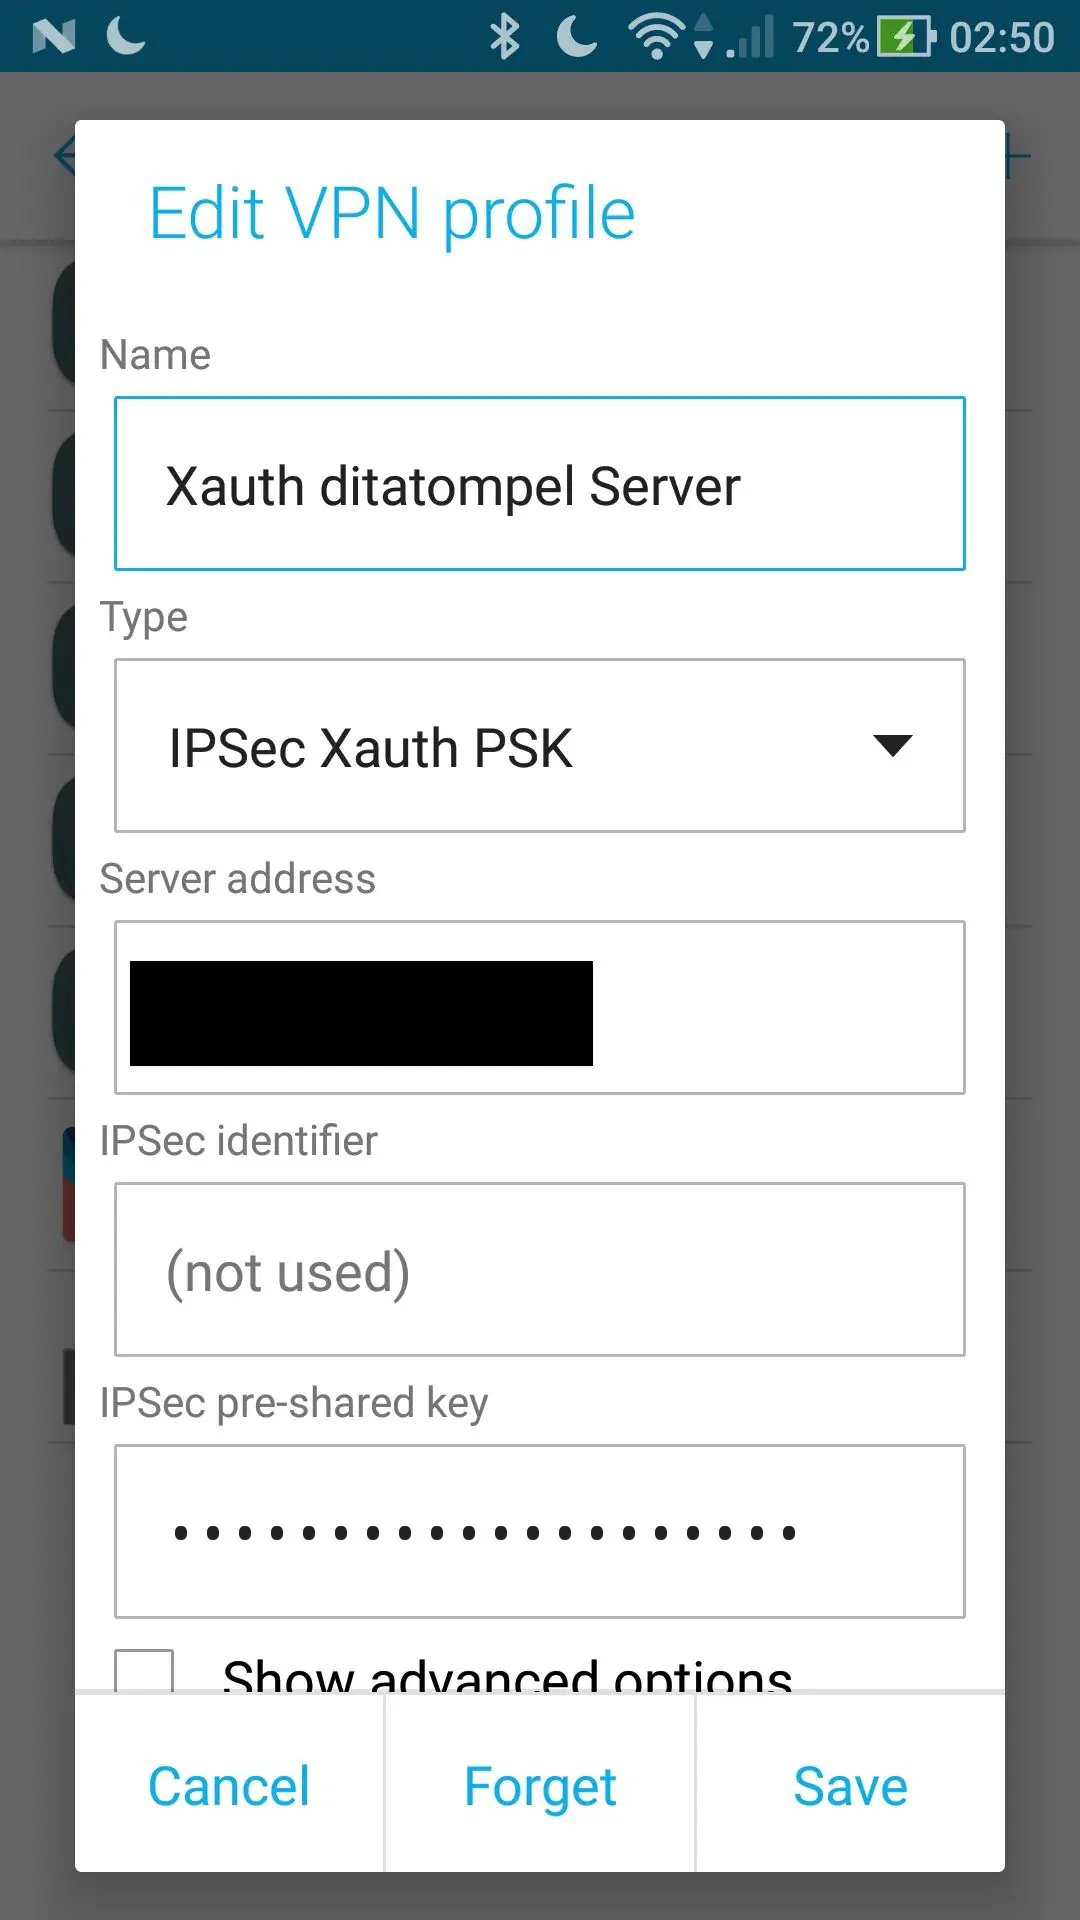 72% 02:50
Edit VPN profile
Name
Xauth ditatompel Server
Type
IPSec Xauth PSK
Server address
IPSec identifier
(not used)
IPSec pre-shared key
••••••••••••••••••••
Show advanced options
Cancel Forget Save